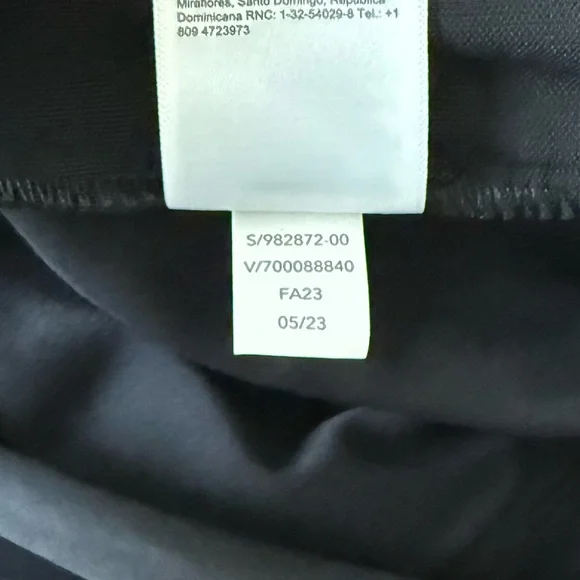 Miraflores, Santo Domingo, República
Dominicana RNC: 1-32-54029-8 Tel.: +1
809 4723973
S/982872-00
V/700088840
FA23
05/23